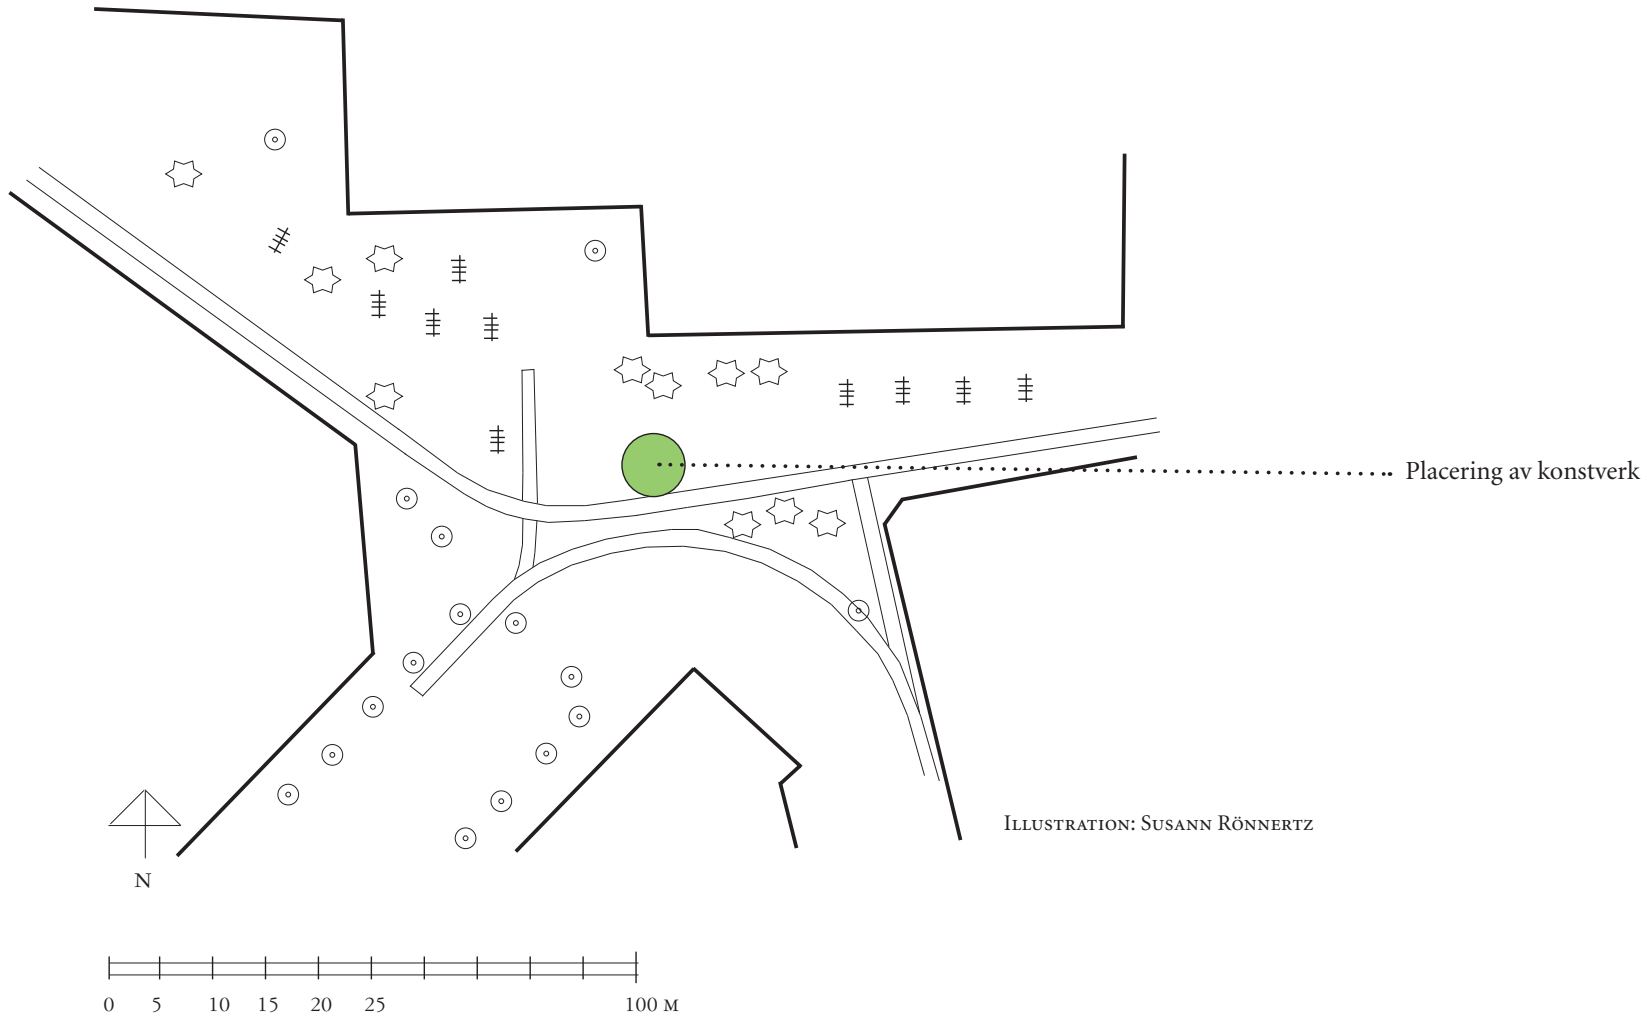 Placering av konstverk
Illustration: Susann Rönnertz
N
0 5 10 15 20 25 100 m